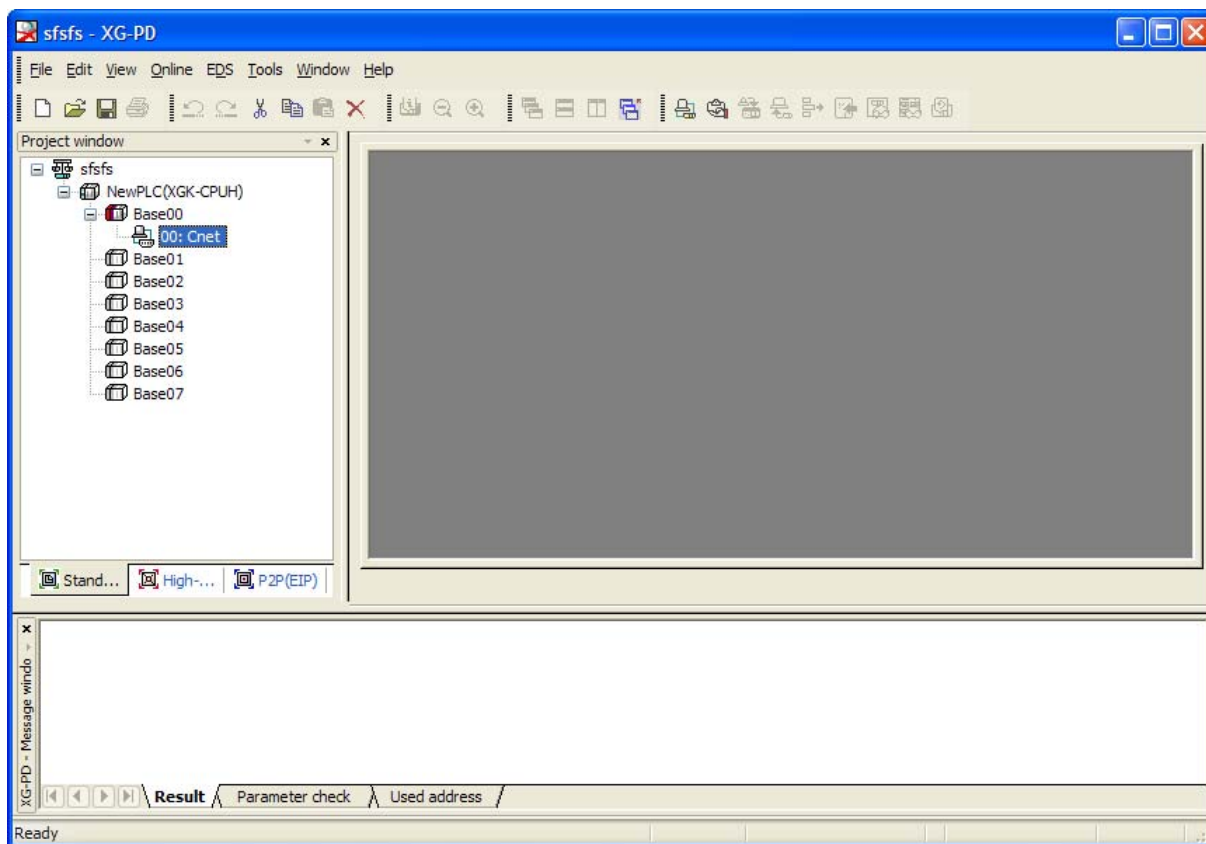 sfsfs - XG-PD
File Edit View Online EDS Tools Window Help
Project window
sfsfs
NewPLC(XGK-CPUH)
Base00
00: Cnet
Base01
Base02
Base03
Base04
Base05
Base06
Base07
Stand... High-... P2P(EIP)
XG-PD - Message windo
Result Parameter check Used address
Ready